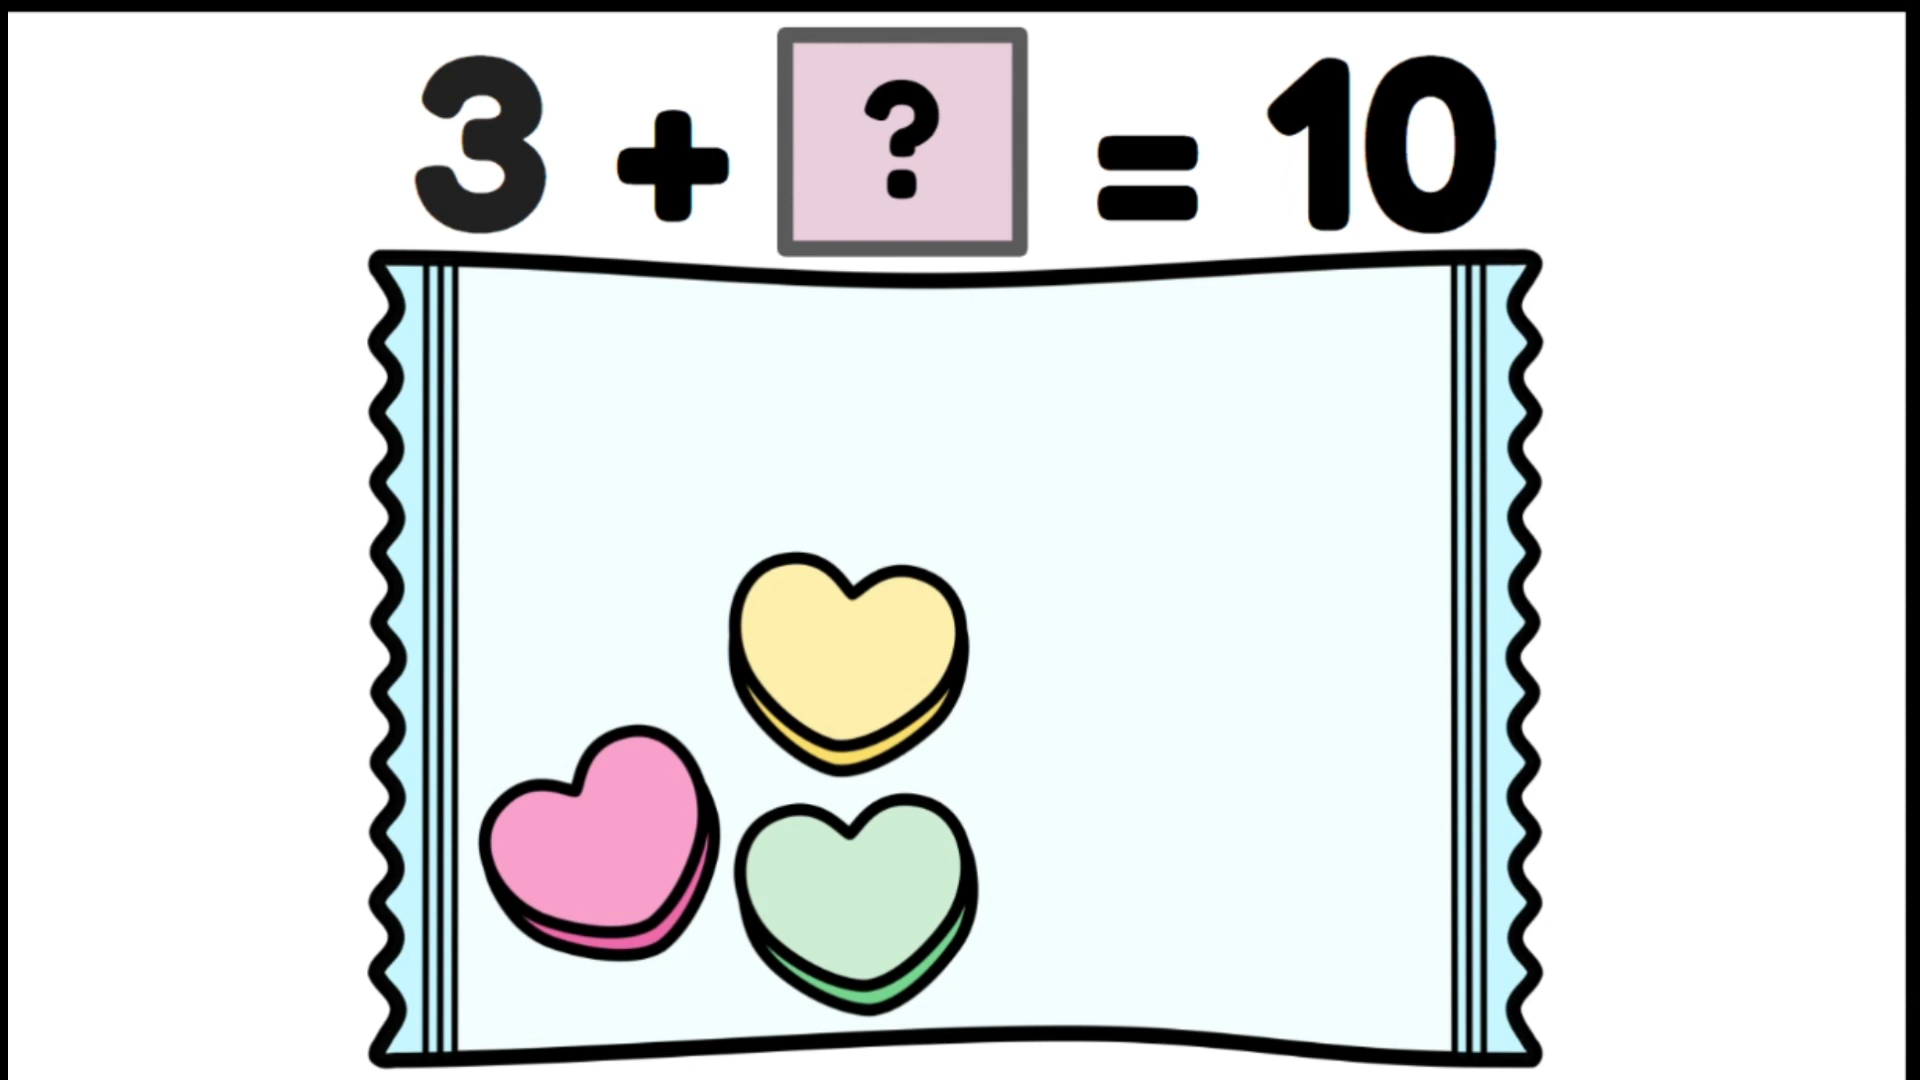 3 + ? = 10